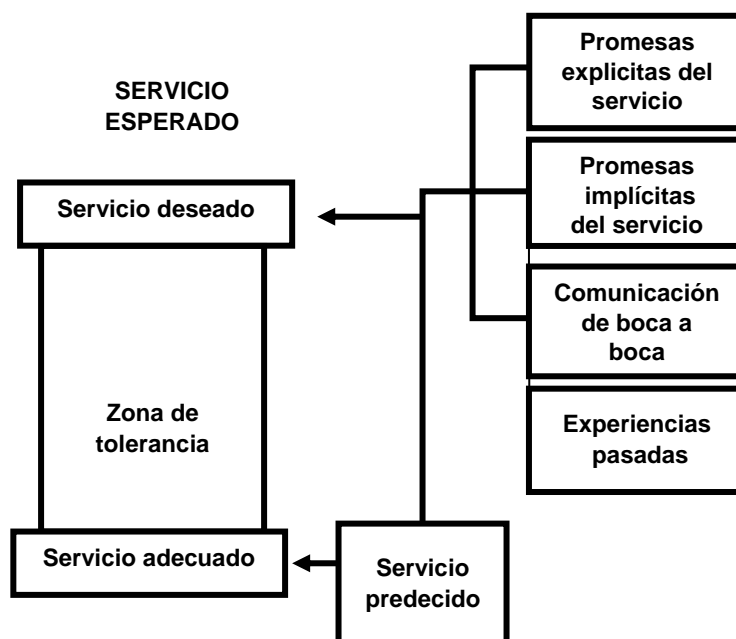 SERVICIO
ESPERADO
Servicio deseado
Zona de
tolerancia
Servicio adecuado
Servicio
predecido
Promesas
explicitas del
servicio
Promesas
implícitas
del servicio
Comunicación
de boca a
boca
Experiencias
pasadas